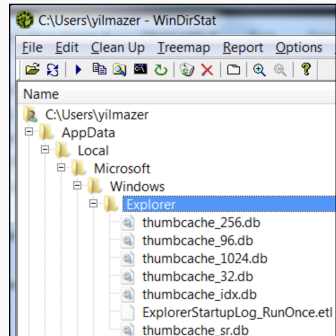 C:\Users\yilmazer - WinDirStat
File Edit Clean Up Treemap Report Options
Name
C:\Users\yilmazer
AppData
Local
Microsoft
Windows
Explorer
thumbcache_256.db
thumbcache_96.db
thumbcache_1024.db
thumbcache_32.db
thumbcache_idx.db
ExplorerStartupLog_RunOnce.etl
thumbcache_sr.db